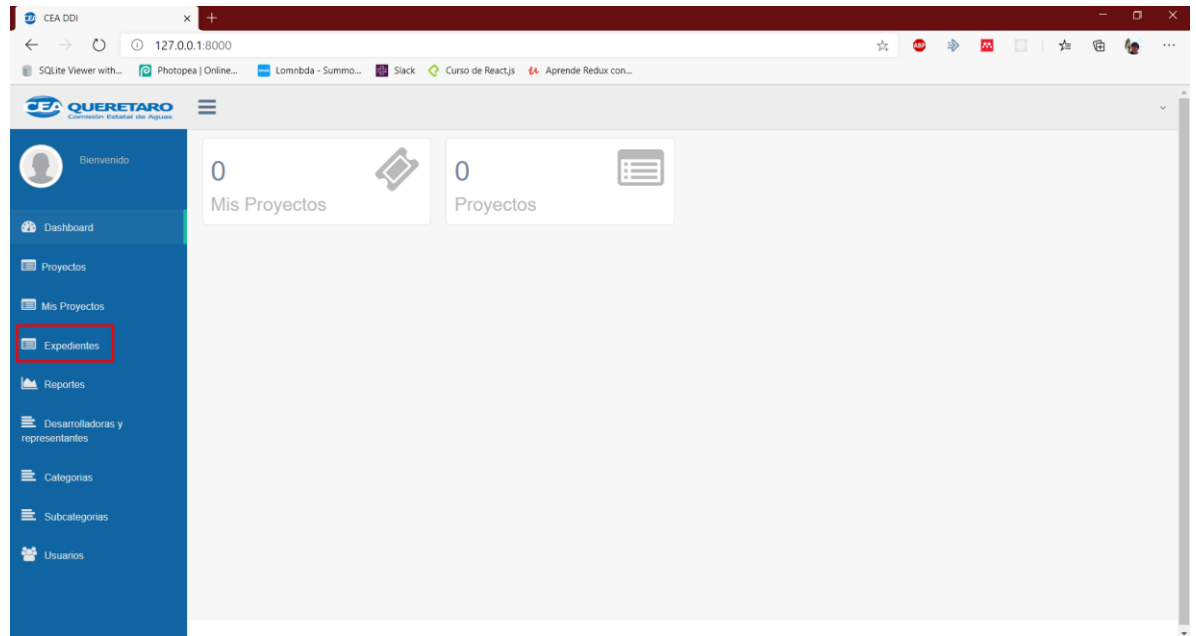 CEA DDI
127.0.0.1:8000
ABP
SQLite Viewer with...
Photopea | Online...
Lomnbda - Summo...
Slack
Curso de React.js
Aprende Redux con...
CEA QUERETARO
Comisión Estatal de Aguas
Bienvenido
0
Mis Proyectos
0
Proyectos
Dashboard
Proyectos
Mis Proyectos
Expedientes
Reportes
Desarrolladoras y
representantes
Categorias
Subcategorias
Usuarios